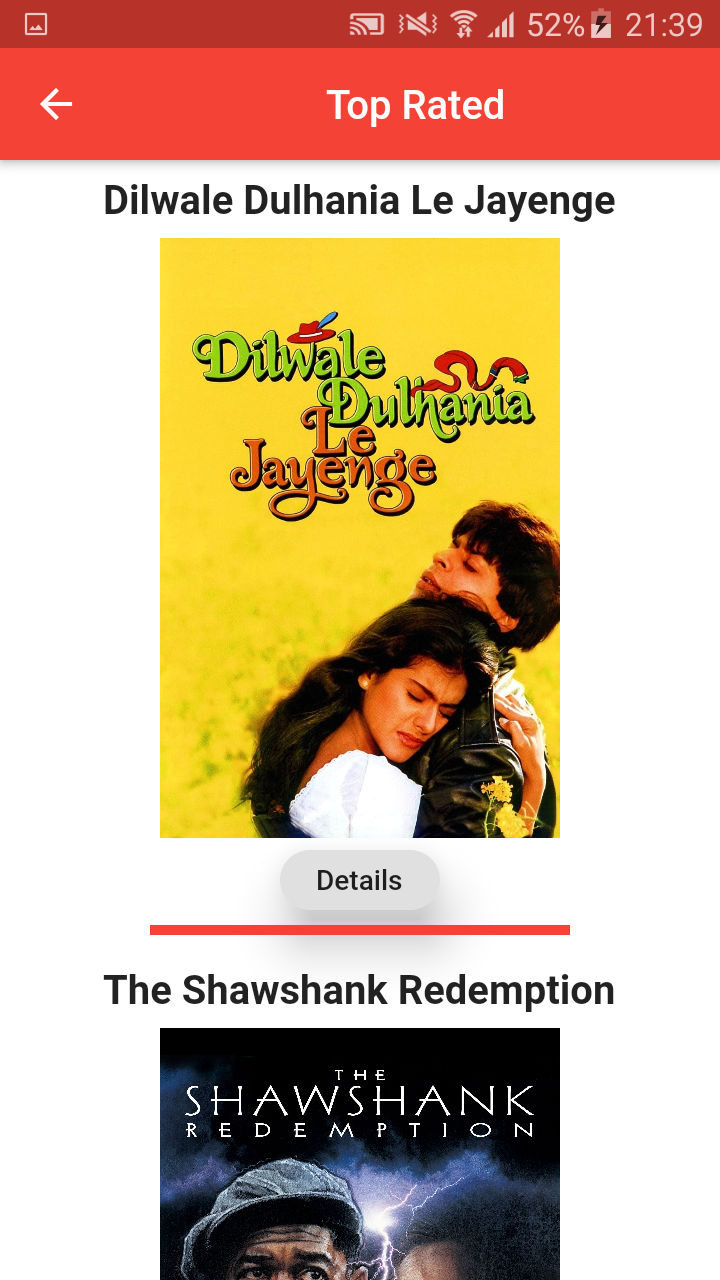 52% 21:39
Top Rated
Dilwale Dulhania Le Jayenge
Dilwale
Dulhania
Le
Jayenge
Details
The Shawshank Redemption
THE
SHAWSHANK
REDEMPTION